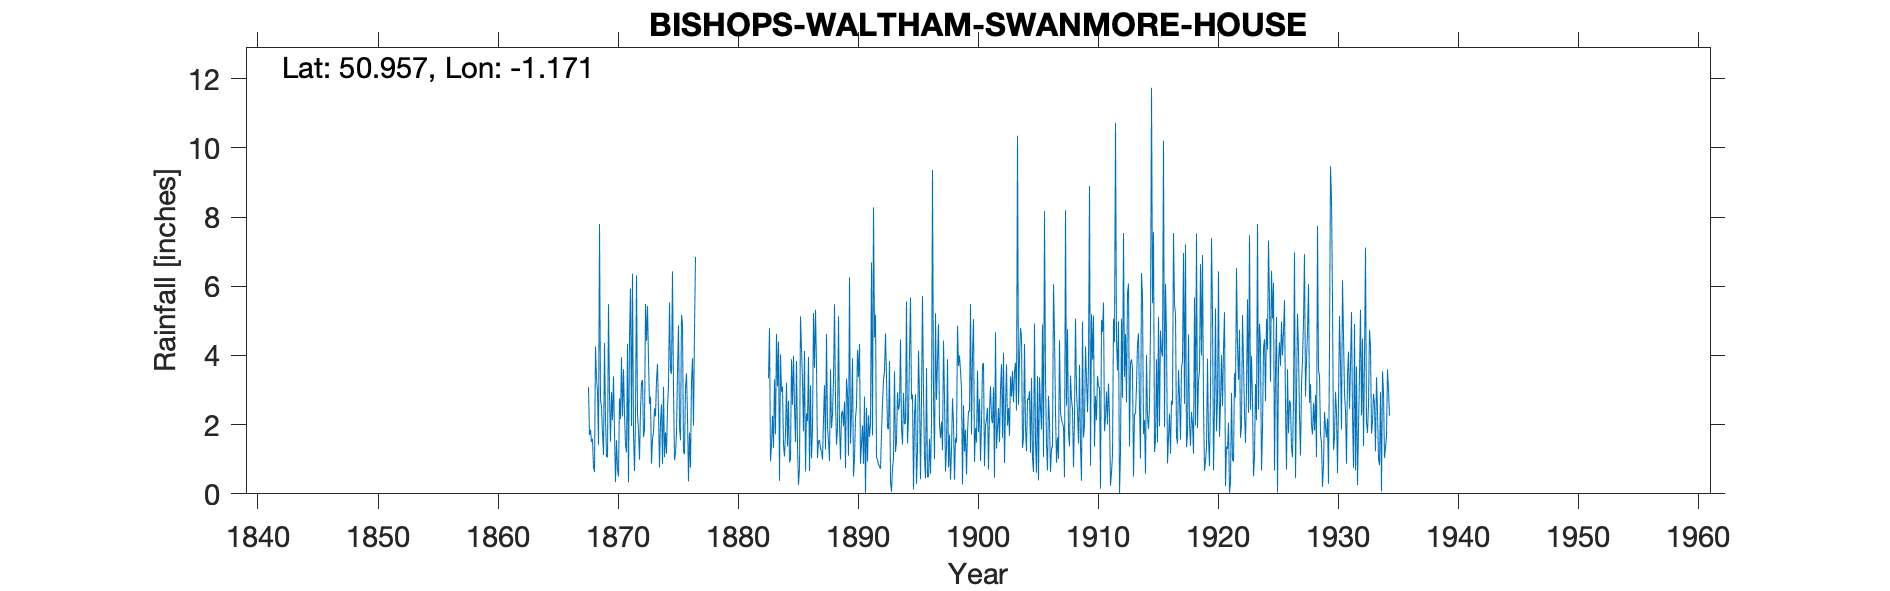 BISHOPS-WALTHAM-SWANMORE-HOUSE
Lat: 50.957, Lon: -1.171
12
10
8
6
4
2
0
Rainfall [inches]
1840 1850 1860 1870 1880 1890 1900 1910 1920 1930 1940 1950 1960
Year